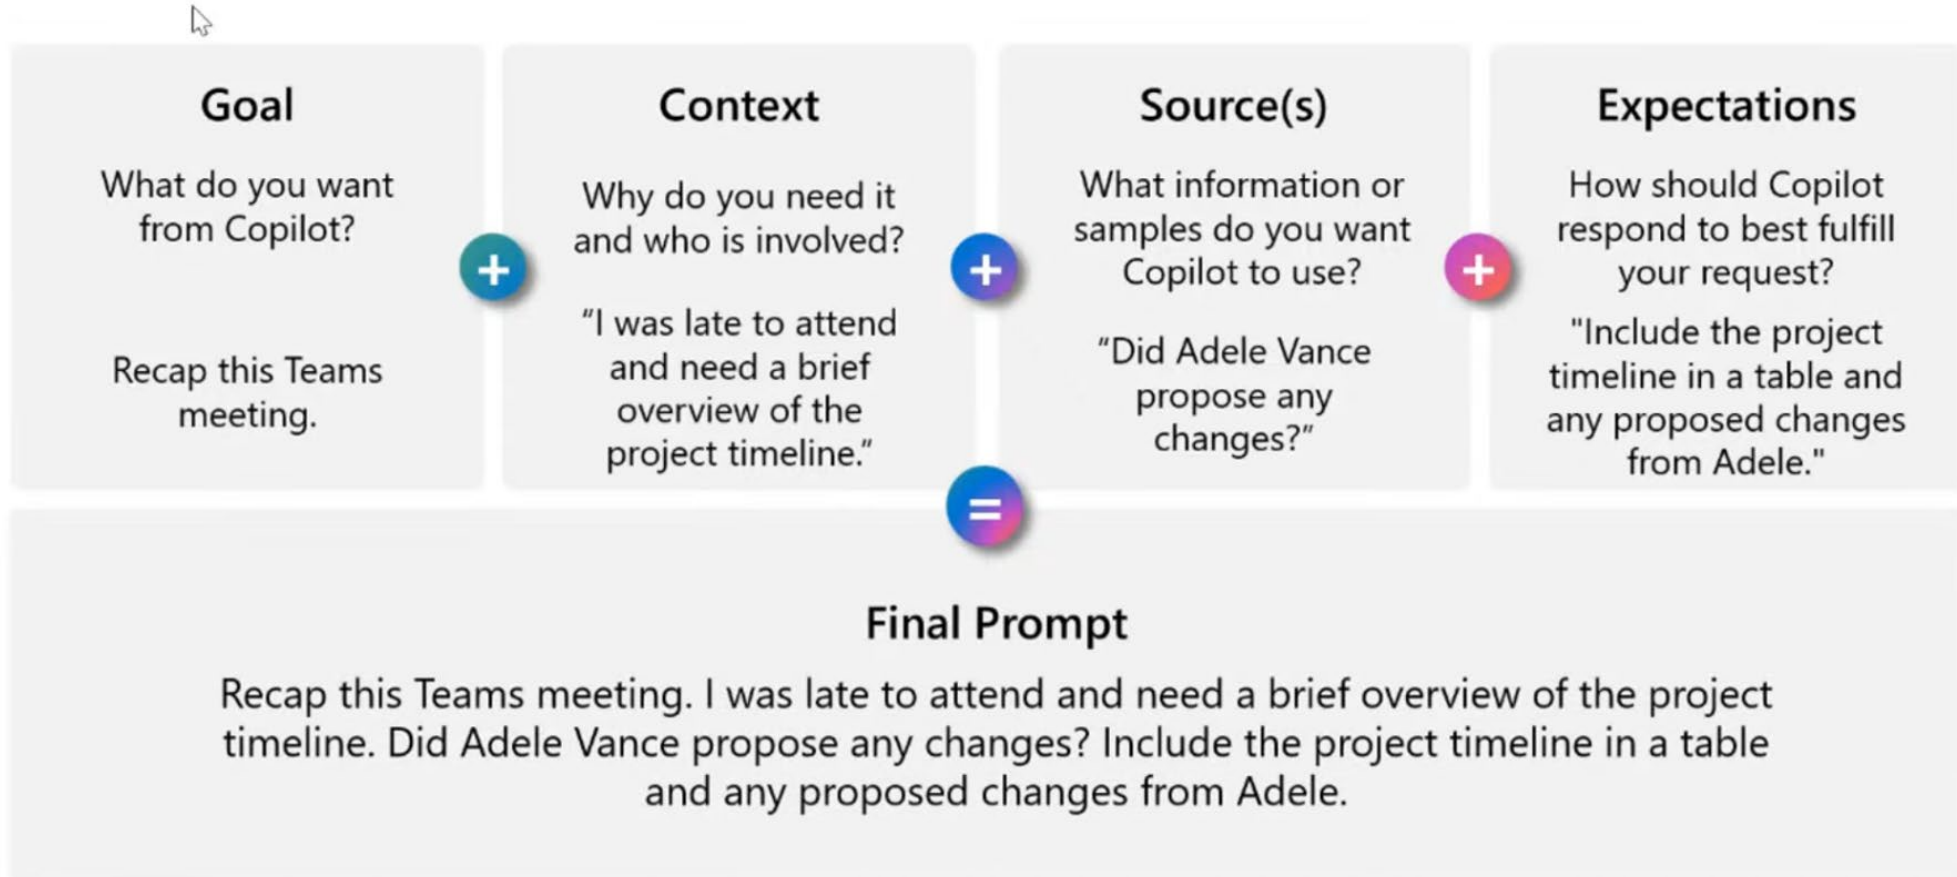 Goal
What do you want
from Copilot?
Recap this Teams
meeting.
+
Context
Why do you need it
and who is involved?
“I was late to attend
and need a brief
overview of the
project timeline.”
+
Source(s)
What information or
samples do you want
Copilot to use?
“Did Adele Vance
propose any
changes?”
+
Expectations
How should Copilot
respond to best fulfill
your request?
"Include the project
timeline in a table and
any proposed changes
from Adele."
=
Final Prompt
Recap this Teams meeting. I was late to attend and need a brief overview of the project
timeline. Did Adele Vance propose any changes? Include the project timeline in a table
and any proposed changes from Adele.